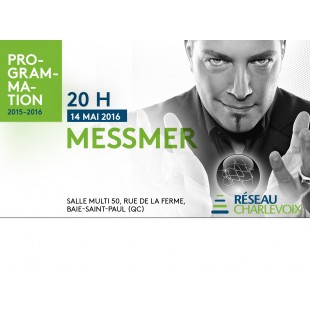 PRO-
GRAM-
MA-
TION
2015-2016
20 H
14 MAI 2016
MESSMER
SALLE MULTI 50, RUE DE LA FERME,
BAIE-SAINT-PAUL (QC)
RÉSEAU
CHARLEVOIX